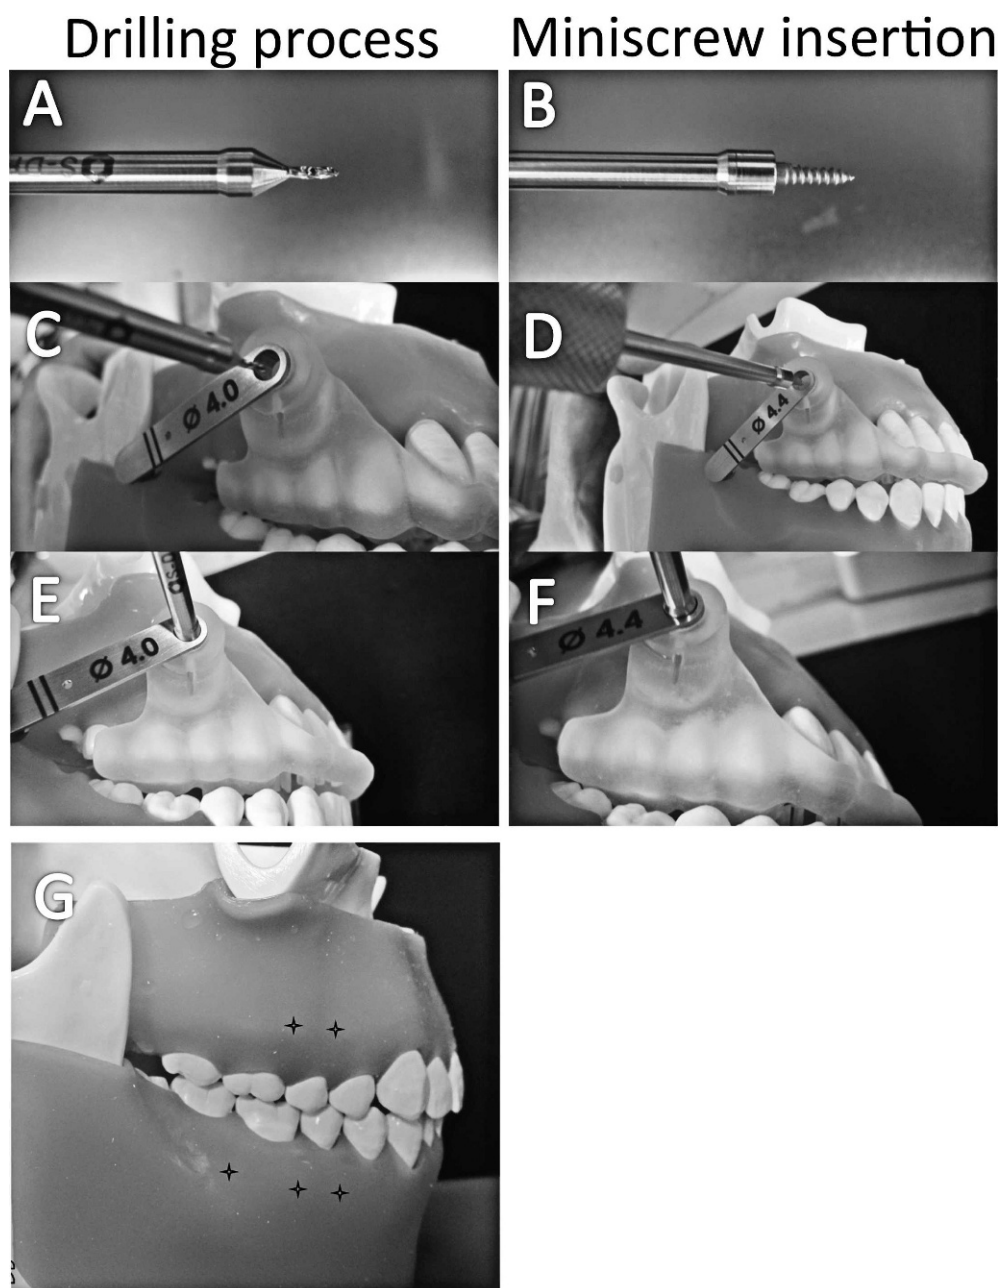 Drilling process
Miniscrew insertion
A
B
C
Ø 4.0
D
Ø 4.4
E
Ø 4.0
F
Ø 4.4
G